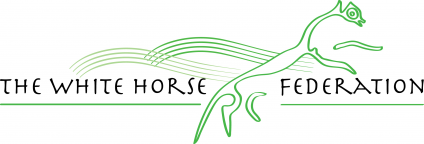 THE WHITE HORSE FEDERATION